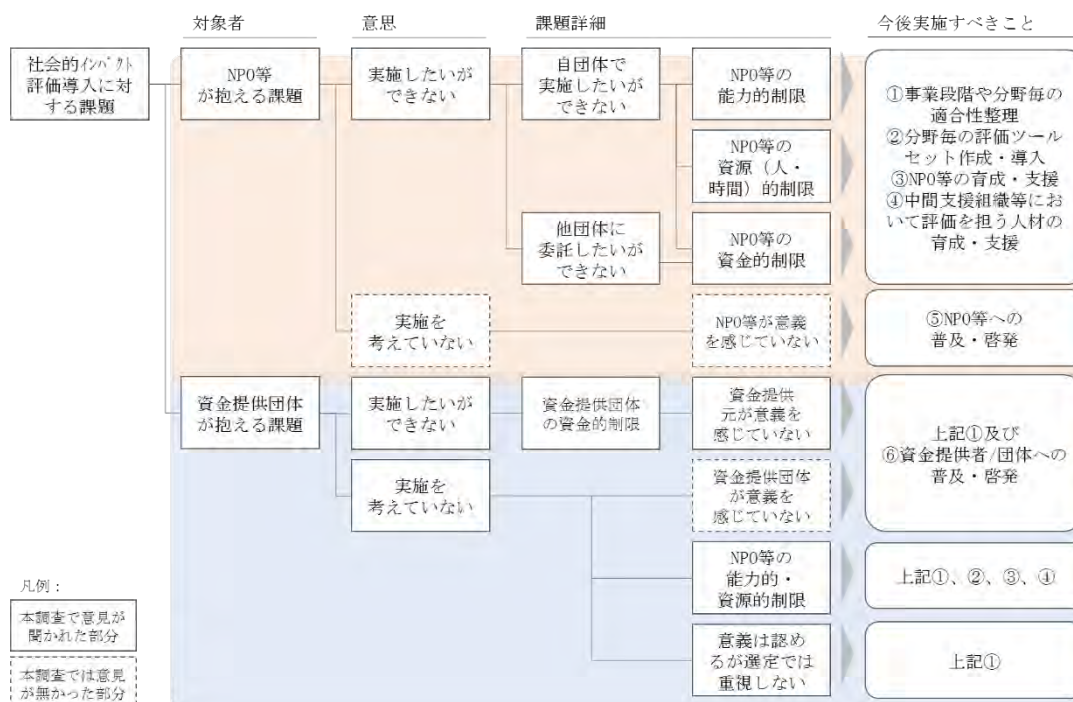 対象者
意思
課題詳細
今後実施すべきこと
社会的ｲﾝﾊﾟｸﾄ
評価導入に対
する課題
NPO等
が抱える課題
実施したいが
できない
自団体で
実施したいが
できない
NPO等の
能力的制限
NPO等の
資源（人・
時間）的制限
他団体に
委託したいが
できない
NPO等の
資金的制限
①事業段階や分野毎の
適合性整理
②分野毎の評価ツール
セット作成・導入
③NPO等の育成・支援
④中間支援組織等にお
いて評価を担う人材の
育成・支援
実施を
考えていない
NPO等が意義
を感じていない
⑤NPO等への
普及・啓発
資金提供団体
が抱える課題
実施したいが
できない
資金提供団体
の資金的制限
資金提供
元が意義を
感じていない
実施を
考えていない
資金提供団体
が意義を
感じていない
上記①及び
⑥資金提供者/団体への
普及・啓発
NPO等の
能力的・
資源的制限
上記①、②、③、④
意義は認め
るが選定では
重視しない
上記①
凡例：
本調査で意見が
聞かれた部分
本調査では意見
が無かった部分